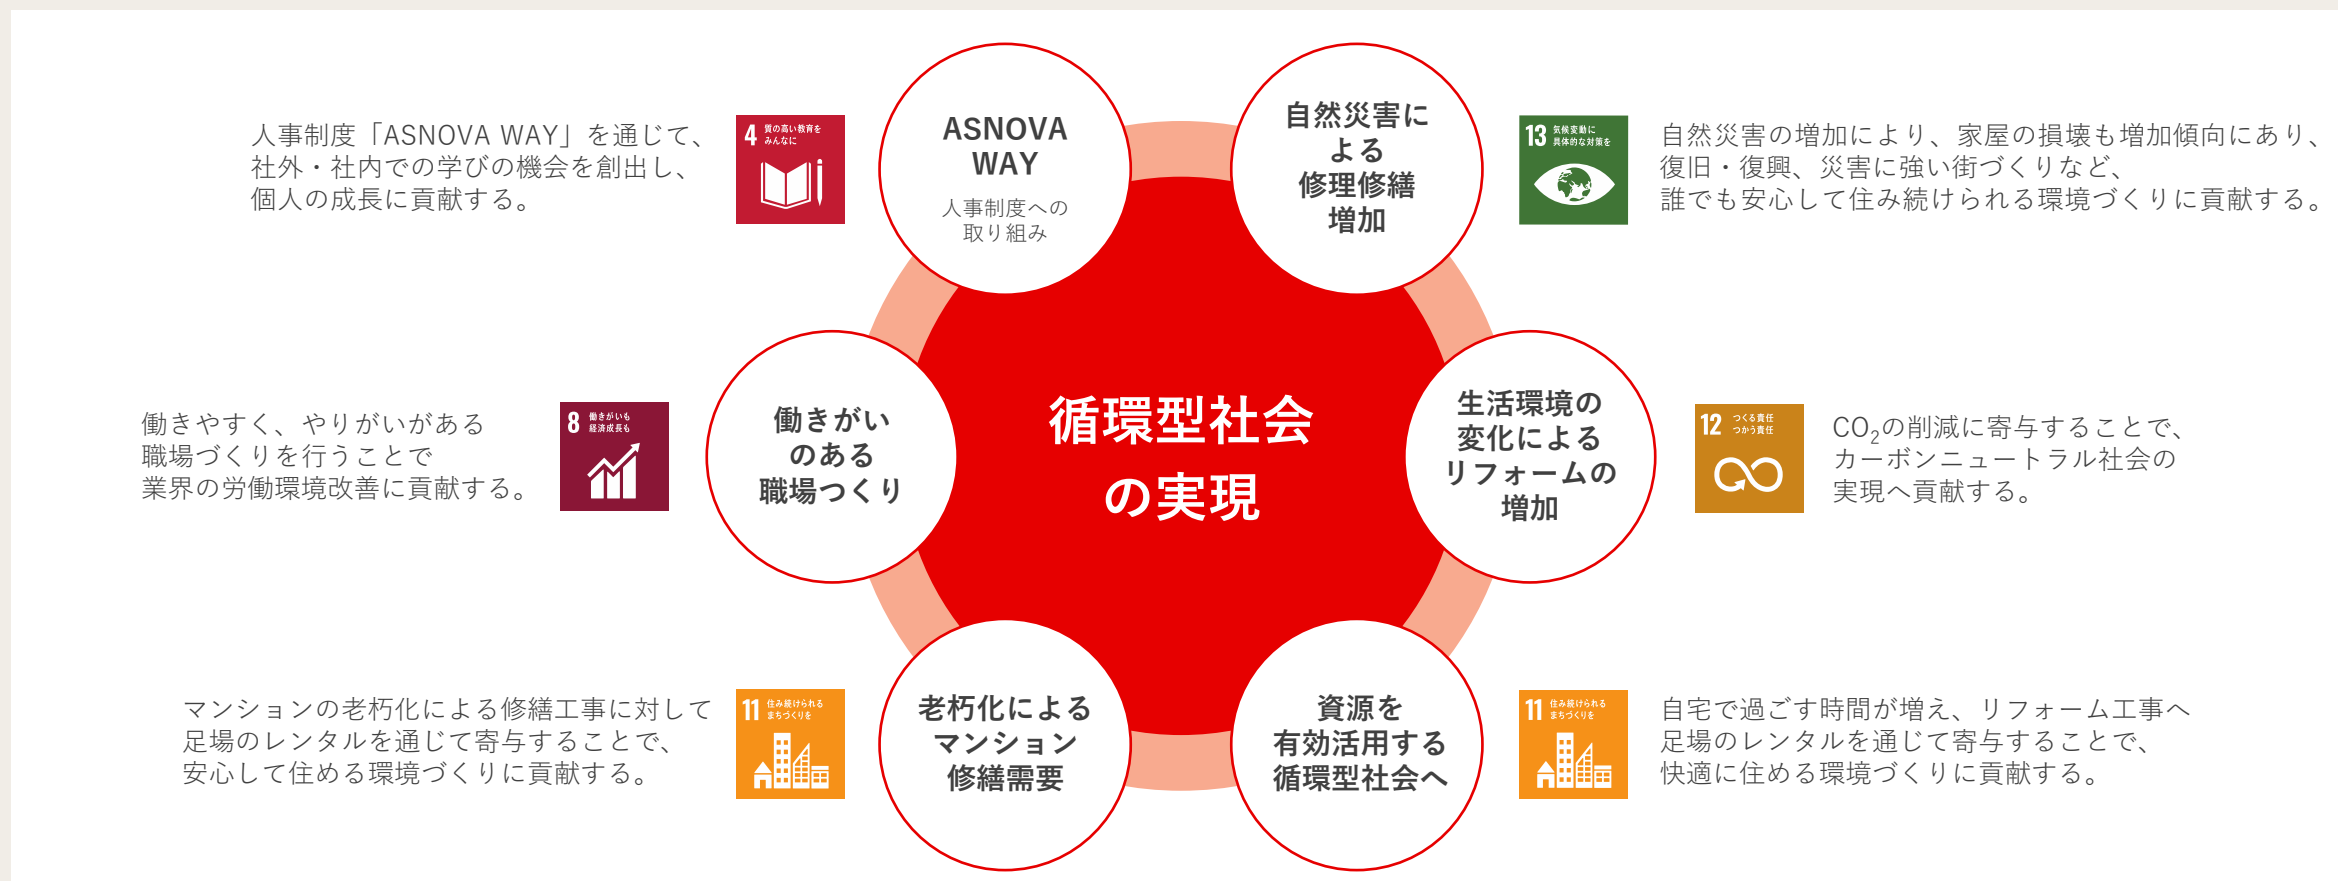 人事制度「ASNOVA WAY」を通じて、
社外・社内での学びの機会を創出し、
個人の成長に貢献する。
4 質の高い教育を
みんなに
ASNOVA
WAY
人事制度への
取り組み
自然災害に
よる
修理修繕
増加
13 気候変動に
具体的な対策を
自然災害の増加により、家屋の損壊も増加傾向にあり、
復旧・復興、災害に強い街づくりなど、
誰でも安心して住み続けられる環境づくりに貢献する。
働きやすく、やりがいがある
職場づくりを行うことで
業界の労働環境改善に貢献する。
8 働きがいも
経済成長も
働きがい
のある
職場つくり
循環型社会
の実現
生活環境の
変化による
リフォームの
増加
12 つくる責任
つかう責任
CO₂の削減に寄与することで、
カーボンニュートラル社会の
実現へ貢献する。
マンションの老朽化による修繕工事に対して
足場のレンタルを通じて寄与することで、
安心して住める環境づくりに貢献する。
11 住み続けられる
まちづくりを
老朽化による
マンション
修繕需要
資源を
有効活用する
循環型社会へ
11 住み続けられる
まちづくりを
自宅で過ごす時間が増え、リフォーム工事へ
足場のレンタルを通じて寄与することで、
快適に住める環境づくりに貢献する。